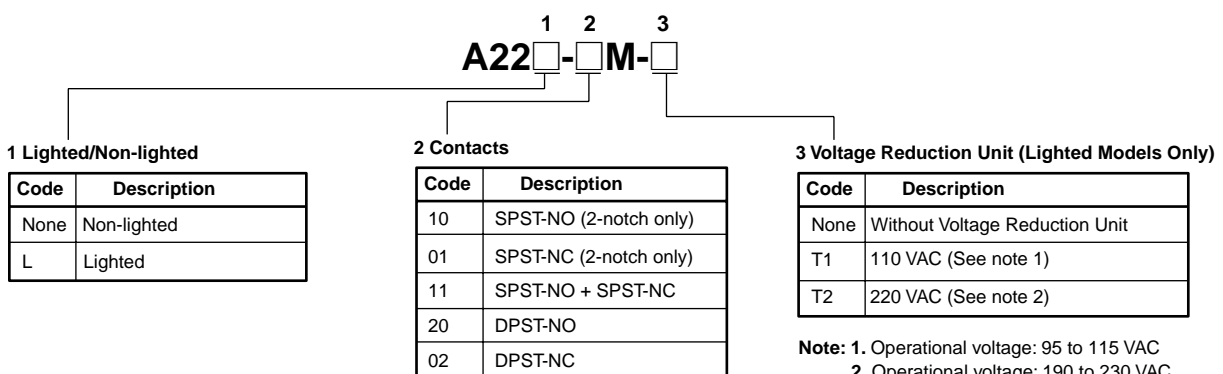 1 2 3
A22□-□M-□
1 Lighted/Non-lighted
Code Description
None Non-lighted
L Lighted
2 Contacts
Code Description
10 SPST-NO (2-notch only)
01 SPST-NC (2-notch only)
11 SPST-NO + SPST-NC
20 DPST-NO
02 DPST-NC
3 Voltage Reduction Unit (Lighted Models Only)
Code Description
None Without Voltage Reduction Unit
T1 110 VAC (See note 1)
T2 220 VAC (See note 2)
Note: 1. Operational voltage: 95 to 115 VAC
2. Operational voltage: 190 to 230 VAC